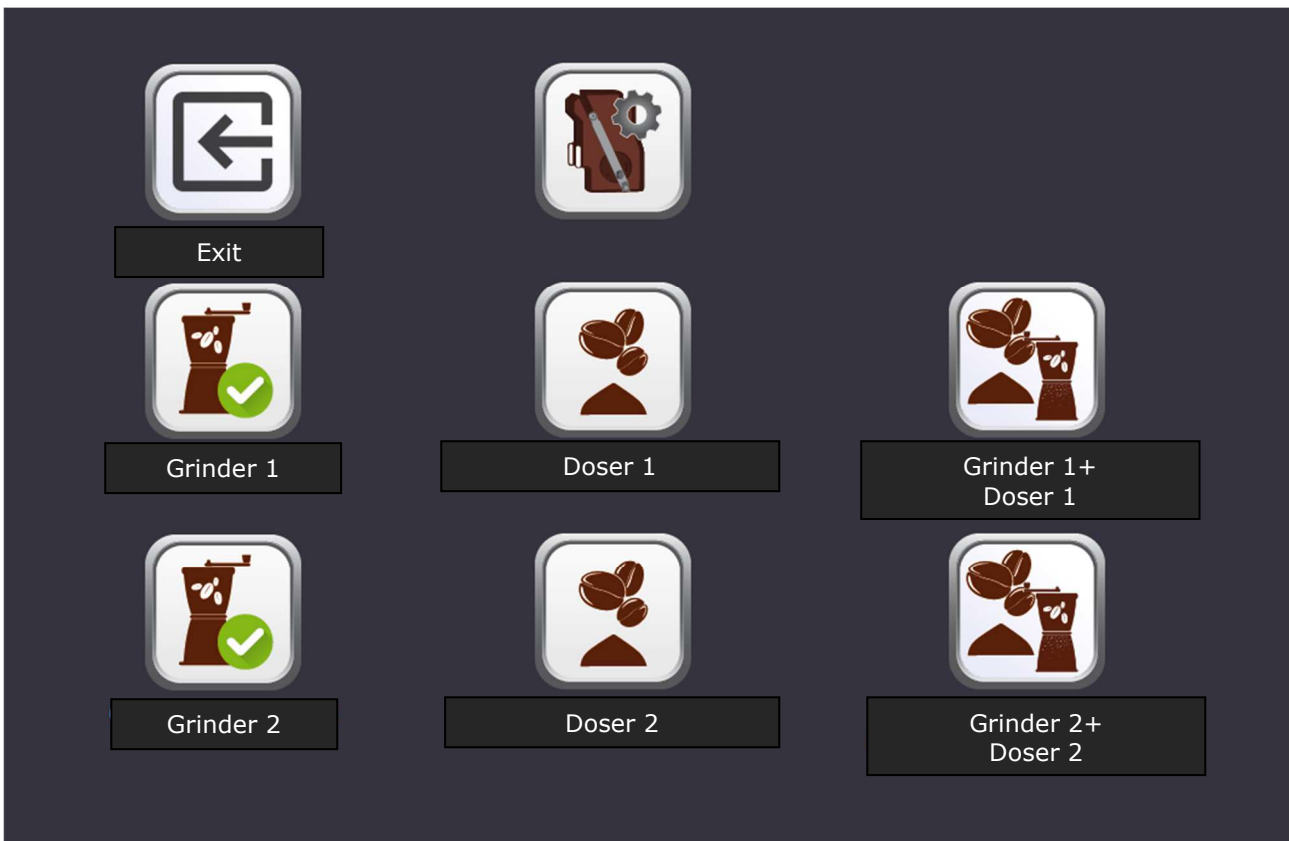 Exit
Grinder 1
Doser 1
Grinder 1+
Doser 1
Grinder 2
Doser 2
Grinder 2+
Doser 2